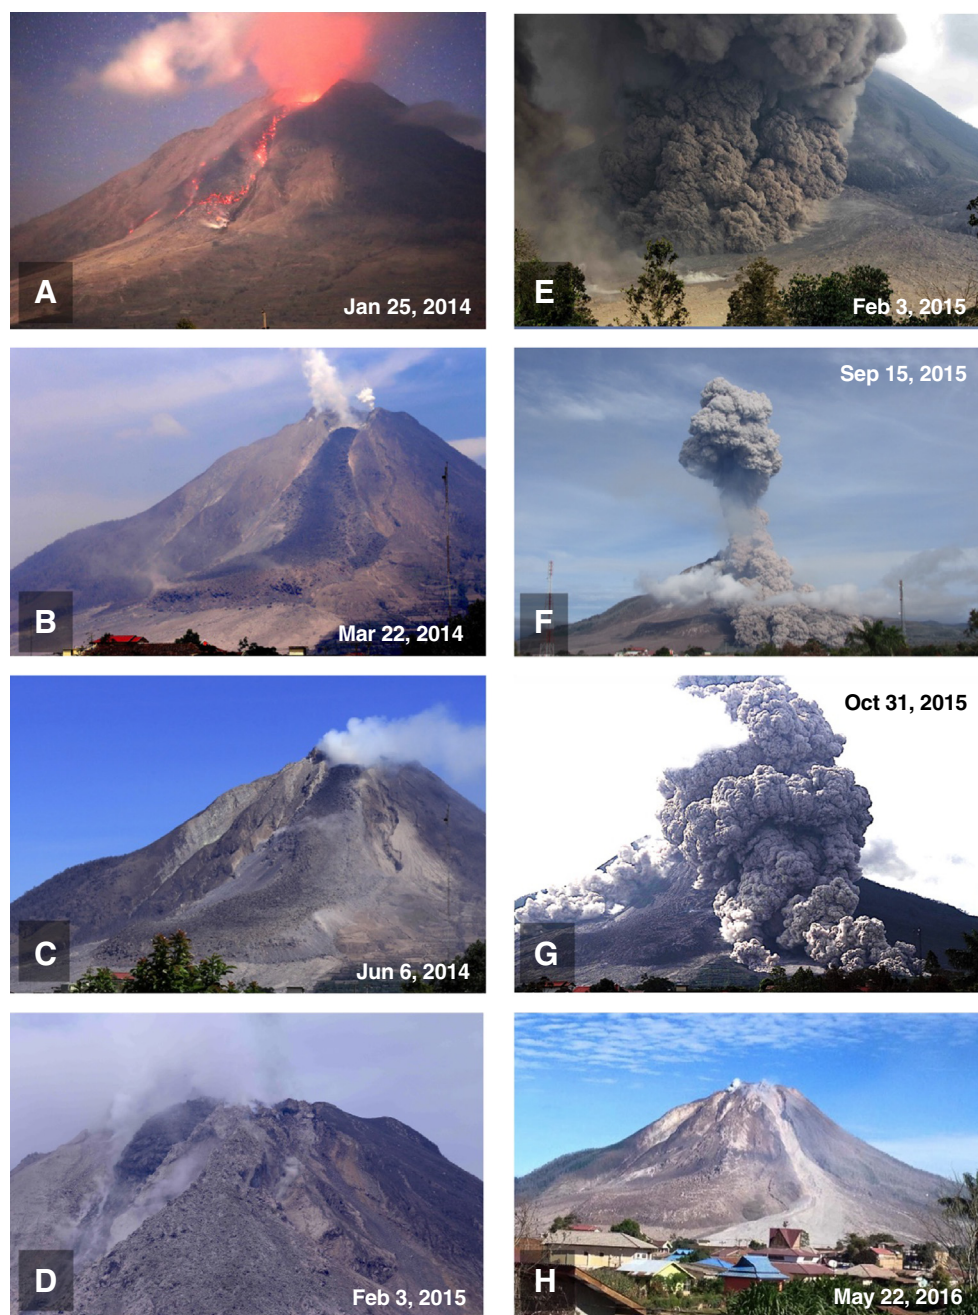 A
Jan 25, 2014
E
Feb 3, 2015
B
Mar 22, 2014
Sep 15, 2015
F
C
Jun 6, 2014
Oct 31, 2015
G
D
Feb 3, 2015
H
May 22, 2016